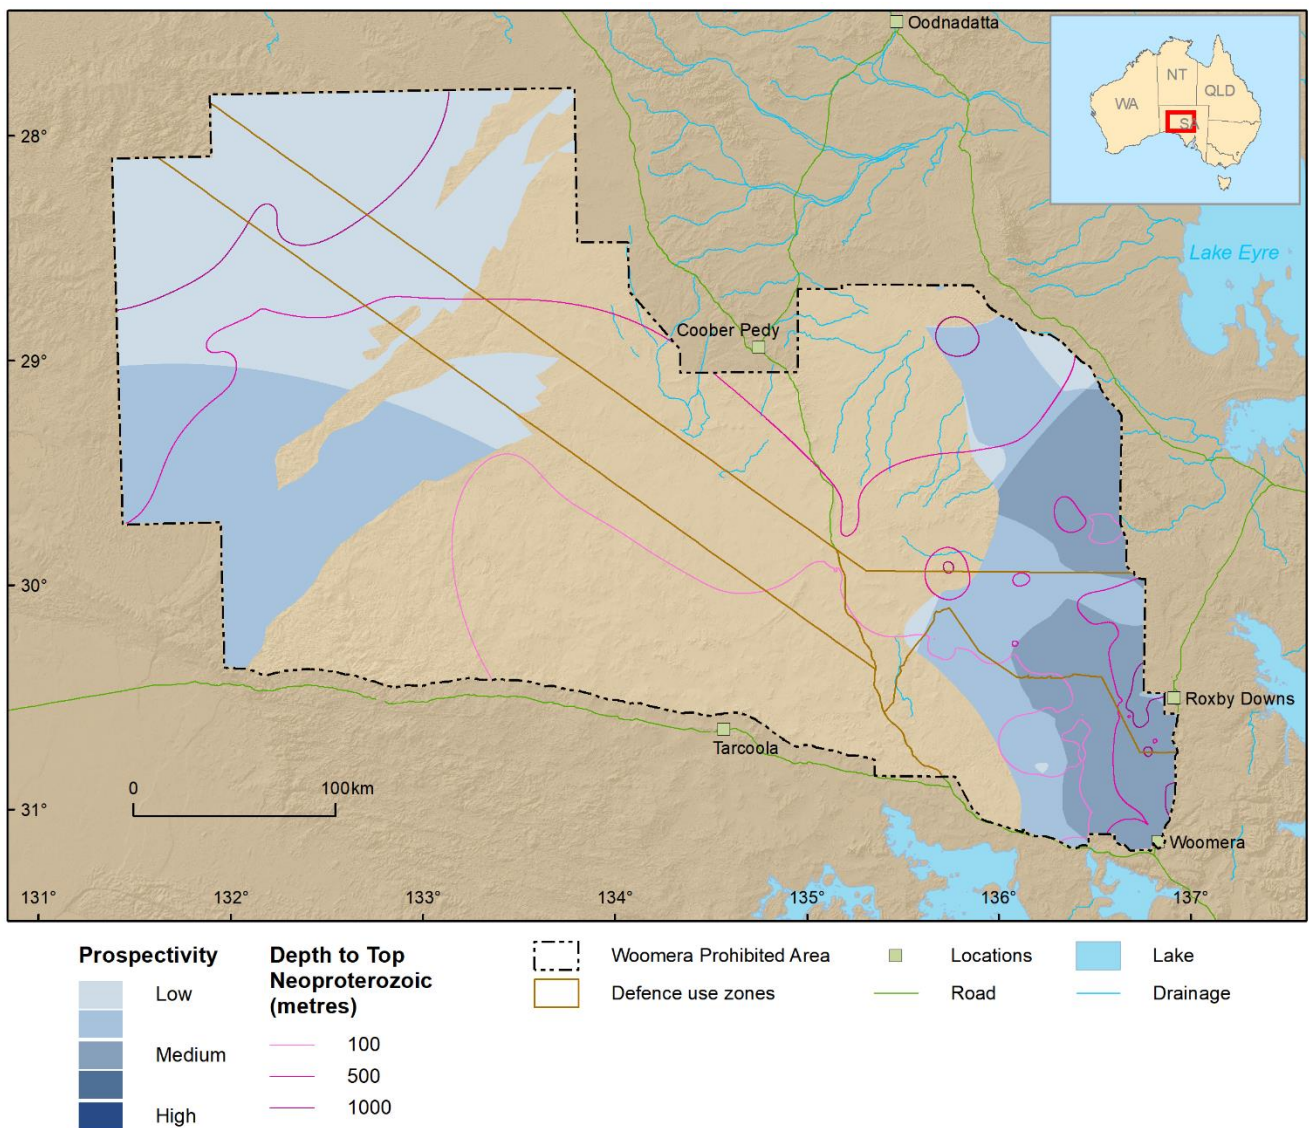 Oodnadatta
NT
QLD
WA
SA
28°
Lake Eyre
Coober Pedy
29°
30°
Roxby Downs
Tarcoola
0 100km
31°
Woomera
131° 132° 133° 134° 135° 136° 137°
Prospectivity
Low
Medium
High
Depth to Top
Neoproterozoic
(metres)
100
500
1000
Woomera Prohibited Area
Defence use zones
Locations
Road
Lake
Drainage